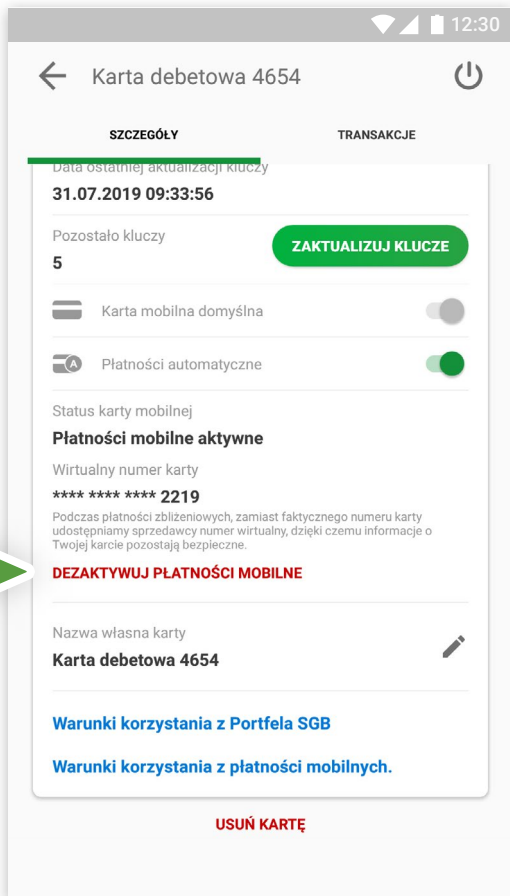 12:30
Karta debetowa 4654
SZCZEGÓŁY
TRANSAKCJE
Data ostatniej aktualizacji kluczy
31.07.2019 09:33:56
Pozostało kluczy
5
ZAKTUALIZUJ KLUCZE
Karta mobilna domyślna
A
Płatności automatyczne
Status karty mobilnej
Płatności mobilne aktywne
Wirtualny numer karty
**** **** **** 2219
Podczas płatności zbliżeniowych, zamiast faktycznego numeru karty
udostępniamy sprzedawcy numer wirtualny, dzięki czemu informacje o
Twojej karcie pozostają bezpieczne.
DEZAKTYWUJ PŁATNOŚCI MOBILNE
Nazwa własna karty
Karta debetowa 4654
Warunki korzystania z Portfela SGB
Warunki korzystania z płatności mobilnych.
USUŃ KARTĘ